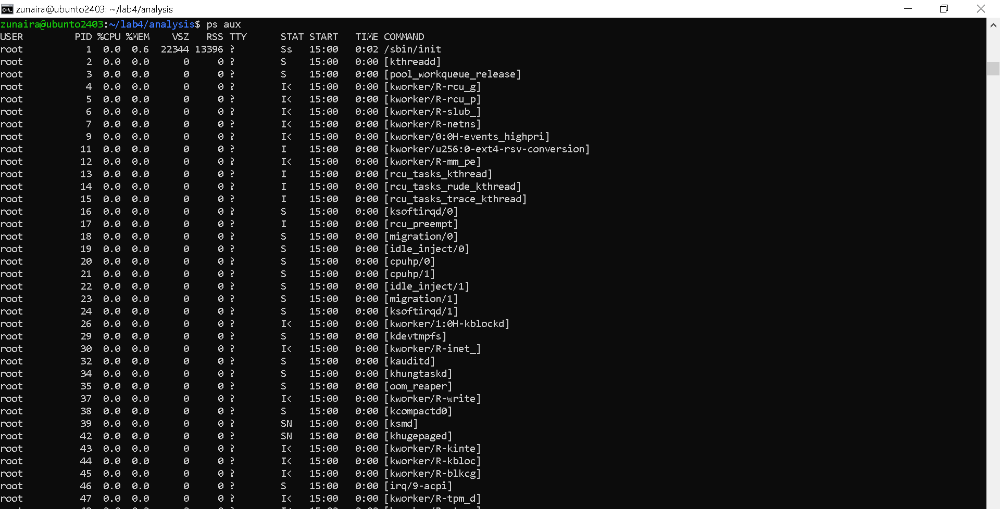 zunaira@ubunto2403: ~/lab4/analysis
zunaira@ubunto2403:~/lab4/analysis$ ps aux
USER         PID %CPU %MEM    VSZ   RSS TTY      STAT START   TIME COMMAND
root           1  0.0  0.6  22344 13396 ?        Ss   15:00   0:02 /sbin/init
root           2  0.0  0.0      0     0 ?        S    15:00   0:00 [kthreadd]
root           3  0.0  0.0      0     0 ?        S    15:00   0:00 [pool_workqueue_release]
root           4  0.0  0.0      0     0 ?        I<   15:00   0:00 [kworker/R-rcu_g]
root           5  0.0  0.0      0     0 ?        I<   15:00   0:00 [kworker/R-rcu_p]
root           6  0.0  0.0      0     0 ?        I<   15:00   0:00 [kworker/R-slub_]
root           7  0.0  0.0      0     0 ?        I<   15:00   0:00 [kworker/R-netns]
root           9  0.0  0.0      0     0 ?        I<   15:00   0:00 [kworker/0:0H-events_highpri]
root          11  0.0  0.0      0     0 ?        I    15:00   0:00 [kworker/u256:0-ext4-rsv-conversion]
root          12  0.0  0.0      0     0 ?        I<   15:00   0:00 [kworker/R-mm_pe]
root          13  0.0  0.0      0     0 ?        I    15:00   0:00 [rcu_tasks_kthread]
root          14  0.0  0.0      0     0 ?        I    15:00   0:00 [rcu_tasks_rude_kthread]
root          15  0.0  0.0      0     0 ?        I    15:00   0:00 [rcu_tasks_trace_kthread]
root          16  0.0  0.0      0     0 ?        S    15:00   0:00 [ksoftirqd/0]
root          17  0.0  0.0      0     0 ?        I    15:00   0:00 [rcu_preempt]
root          18  0.0  0.0      0     0 ?        S    15:00   0:00 [migration/0]
root          19  0.0  0.0      0     0 ?        S    15:00   0:00 [idle_inject/0]
root          20  0.0  0.0      0     0 ?        S    15:00   0:00 [cpuhp/0]
root          21  0.0  0.0      0     0 ?        S    15:00   0:00 [cpuhp/1]
root          22  0.0  0.0      0     0 ?        S    15:00   0:00 [idle_inject/1]
root          23  0.0  0.0      0     0 ?        S    15:00   0:00 [migration/1]
root          24  0.0  0.0      0     0 ?        S    15:00   0:00 [ksoftirqd/1]
root          26  0.0  0.0      0     0 ?        I<   15:00   0:00 [kworker/1:0H-kblockd]
root          29  0.0  0.0      0     0 ?        S    15:00   0:00 [kdevtmpfs]
root          30  0.0  0.0      0     0 ?        I<   15:00   0:00 [kworker/R-inet_]
root          32  0.0  0.0      0     0 ?        S    15:00   0:00 [kauditd]
root          34  0.0  0.0      0     0 ?        S    15:00   0:00 [khungtaskd]
root          35  0.0  0.0      0     0 ?        S    15:00   0:00 [oom_reaper]
root          37  0.0  0.0      0     0 ?        I<   15:00   0:00 [kworker/R-write]
root          38  0.0  0.0      0     0 ?        S    15:00   0:00 [kcompactd0]
root          39  0.0  0.0      0     0 ?        SN   15:00   0:00 [ksmd]
root          42  0.0  0.0      0     0 ?        SN   15:00   0:00 [khugepaged]
root          43  0.0  0.0      0     0 ?        I<   15:00   0:00 [kworker/R-kinte]
root          44  0.0  0.0      0     0 ?        I<   15:00   0:00 [kworker/R-kbloc]
root          45  0.0  0.0      0     0 ?        I<   15:00   0:00 [kworker/R-blkcg]
root          46  0.0  0.0      0     0 ?        S    15:00   0:00 [irq/9-acpi]
root          47  0.0  0.0      0     0 ?        I<   15:00   0:00 [kworker/R-tpm_d]